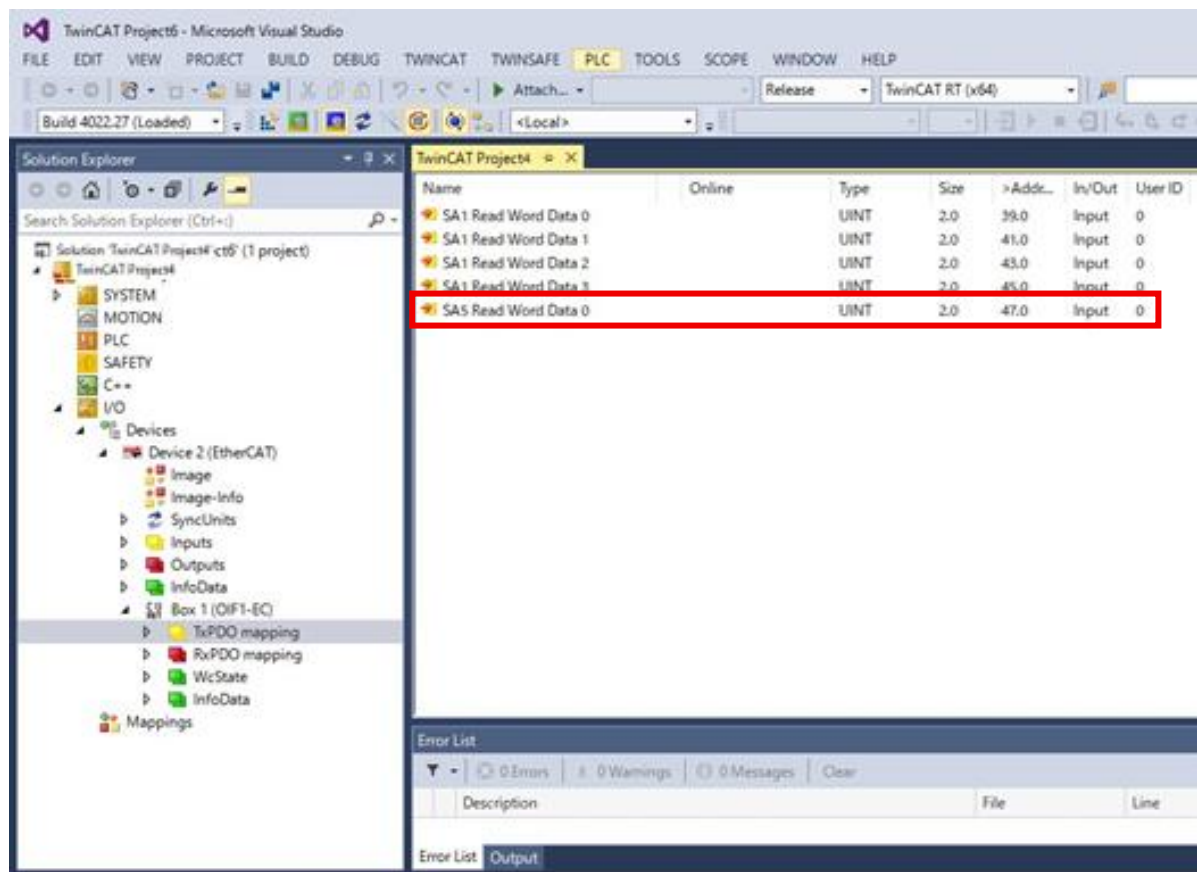 TwinCAT Project6 - Microsoft Visual Studio
FILE EDIT VIEW PROJECT BUILD DEBUG TWINCAT TWINSAFE PLC TOOLS SCOPE WINDOW HELP
Attach... Release TwinCAT RT (x64)
Build 4022.27 (Loaded) <Local>
Solution Explorer
Search Solution Explorer (Ctrl+;)
Solution 'TwinCAT Project4' (1 project)
TwinCAT Project4
SYSTEM
MOTION
PLC
SAFETY
C++
I/O
Devices
Device 2 (EtherCAT)
Image
Image-Info
SyncUnits
Inputs
Outputs
InfoData
Box 1 (OIF1-EC)
TxPDO mapping
RxPDO mapping
WcState
InfoData
Mappings
TwinCAT Project4
Name Online Type Size >Addr... In/Out User ID
SA1 Read Word Data 0 UINT 2.0 39.0 Input 0
SA1 Read Word Data 1 UINT 2.0 41.0 Input 0
SA1 Read Word Data 2 UINT 2.0 43.0 Input 0
SA1 Read Word Data 3 UINT 2.0 45.0 Input 0
SA5 Read Word Data 0 UINT 2.0 47.0 Input 0
Error List
0 Errors 0 Warnings 0 Messages Clear
Description File Line
Error List Output